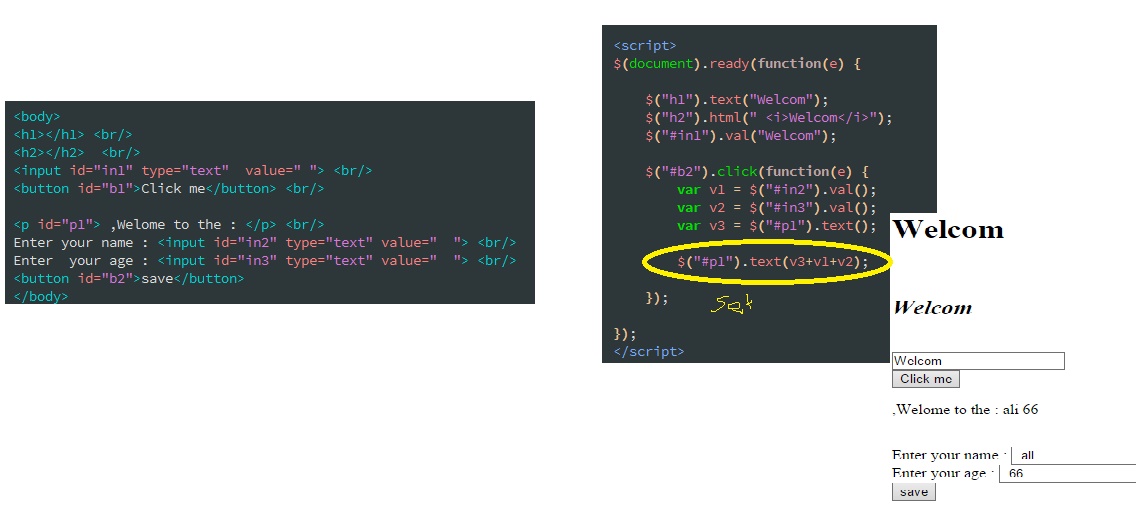 <body>
<h1></h1> <br/>
<h2></h2>  <br/>
<input id="in1" type="text"  value=" "> <br/>
<button id="b1">Click me</button> <br/>
<p id="p1"> ,Welome to the : </p> <br/>
Enter your name : <input id="in2" type="text" value="  "> <br/>
Enter  your age : <input id="in3" type="text" value="  "> <br/>
<button id="b2">save</button>
</body>
<script>
$(document).ready(function(e) {
$("h1").text("Welcom");
$("h2").html(" <i>Welcom</i>");
$("#in1").val("Welcom");
$("#b2").click(function(e) {
var v1 = $("#in2").val();
var v2 = $("#in3").val();
var v3 = $("#p1").text();
$("#p1").text(v3+v1+v2);
});
set
});
</script>
Welcom
Welcom
Welcom
Click me
,Welome to the : ali 66
Enter your name : ali
Enter your age : 66
save